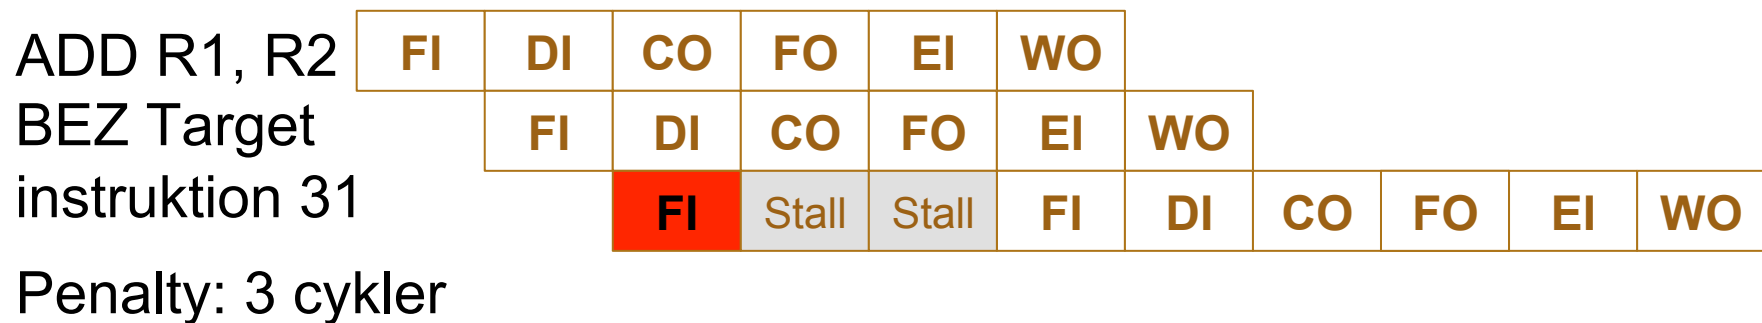 ADD R1, R2 FI DI CO FO EI WO
BEZ Target FI DI CO FO EI WO
instruktion 31 FI Stall Stall FI DI CO FO EI WO
Penalty: 3 cykler